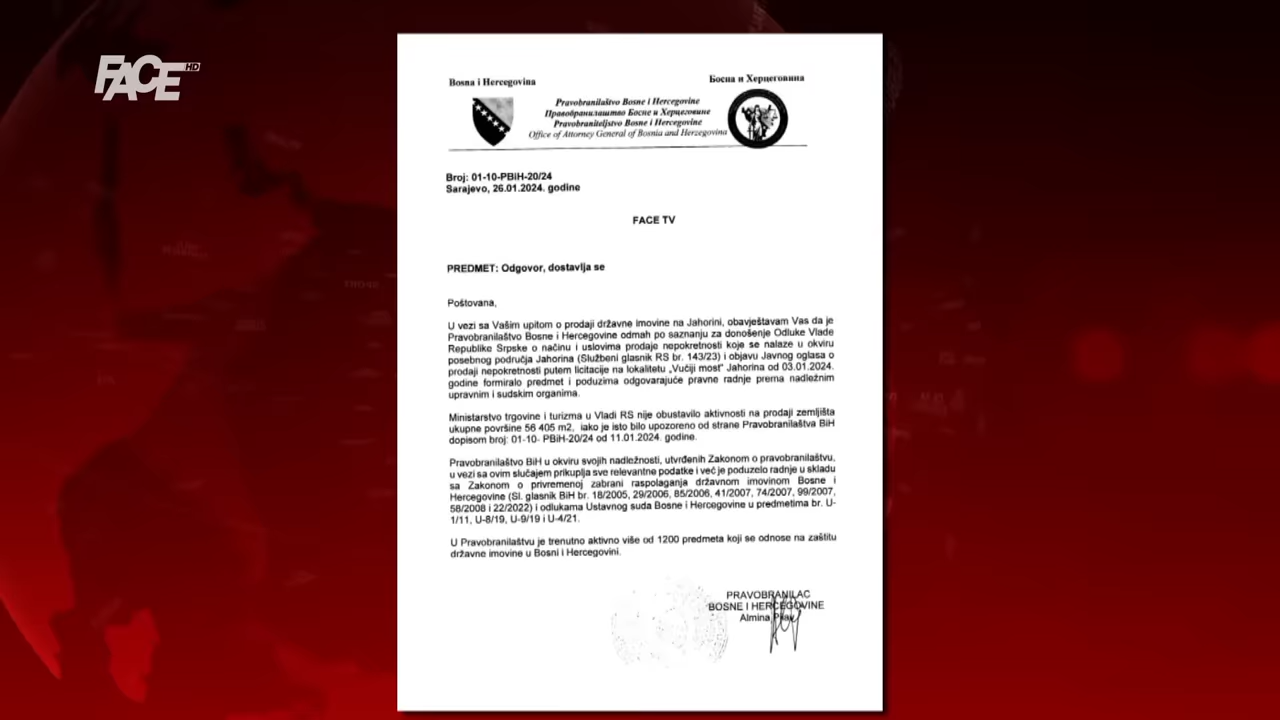 FACE HD
Bosna i Hercegovina
Босна и Херцеговина
Pravobranilaštvo Bosne i Hercegovine
Правобранилаштво Босне и Херцеговине
Pravobraniteljstvo Bosne i Hercegovine
Office of Attorney General of Bosnia and Herzegovina
Broj: 01-10-PBiH-20/24
Sarajevo, 26.01.2024. godine
FACE TV
PREDMET: Odgovor, dostavlja se
Poštovana,
U vezi sa Vašim upitom o prodaji državne imovine na Jahorini, obavještavam Vas da je
Pravobranilaštvo Bosne i Hercegovine odmah po saznanju za donošenje Odluke Vlade
Republike Srpske o načinu i uslovima prodaje nepokretnosti koje se nalaze u okviru
posebnog područja Jahorina (Službeni glasnik RS br. 143/23) i objavu Javnog oglasa o
prodaji nepokretnosti putem licitacije na lokalitetu „Vučiji most" Jahorina od 03.01.2024.
godine formiralo predmet i poduzima odgovarajuće pravne radnje prema nadležnim
upravnim i sudskim organima.
Ministarstvo trgovine i turizma u Vladi RS nije obustavilo aktivnosti na prodaji zemljišta
ukupne površine 56 405 m2, iako je isto bilo upozoreno od strane Pravobranilaštva BiH
dopisom broj: 01-10- PBiH-20/24 od 11.01.2024. godine.
Pravobranilaštvo BiH u okviru svojih nadležnosti, utvrđenih Zakonom o pravobranilaštvu,
u vezi sa ovim slučajem prikuplja sve relevantne podatke i već je poduzelo radnje u skladu
sa Zakonom o privremenoj zabrani raspolaganja državnom imovinom Bosne i
Hercegovine (Sl. glasnik BiH br. 18/2005, 29/2006, 85/2006, 41/2007, 74/2007, 99/2007,
58/2008 i 22/2022) i odlukama Ustavnog suda Bosne i Hercegovine u predmetima br. U-
1/11, U-8/19, U-9/19 i U-4/21.
U Pravobranilaštvu je trenutno aktivno više od 1200 predmeta koji se odnose na zaštitu
državne imovine u Bosni i Hercegovini.
PRAVOBRANILAC
BOSNE I HERCEGOVINE
Almina